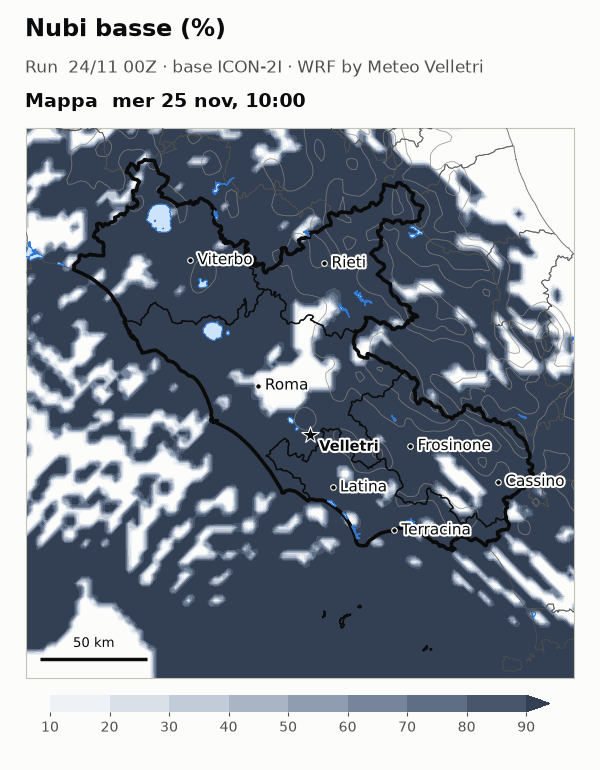 Nubi basse (%)
Run 24/11 00Z · base ICON-2I · WRF by Meteo Velletri
Mappa mer 25 nov, 10:00
Viterbo
Rieti
Roma
Velletri
Frosinone
Cassino
Latina
Terracina
50 km
10 20 30 40 50 60 70 80 90